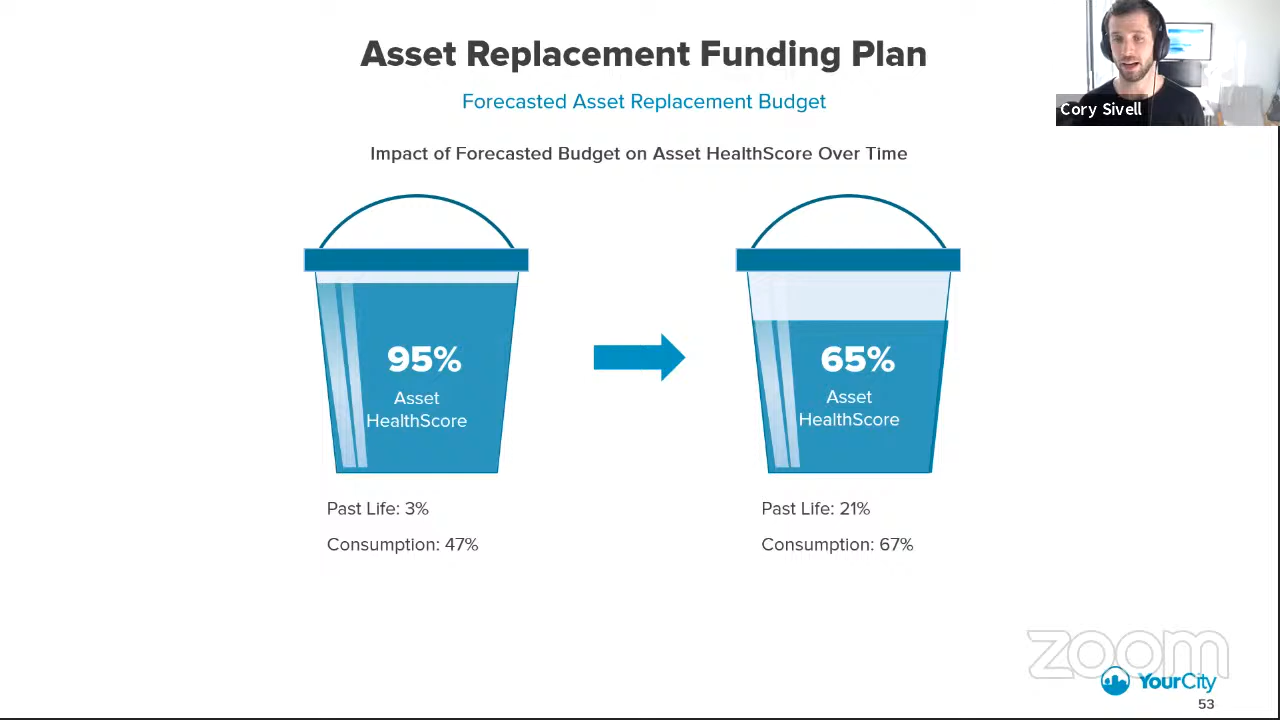 Asset Replacement Funding Plan
Forecasted Asset Replacement Budget
Cory Sivell
Impact of Forecasted Budget on Asset HealthScore Over Time
95%
Asset
HealthScore
65%
Asset
HealthScore
Past Life: 3%
Consumption: 47%
Past Life: 21%
Consumption: 67%
zoom
YourCity
53